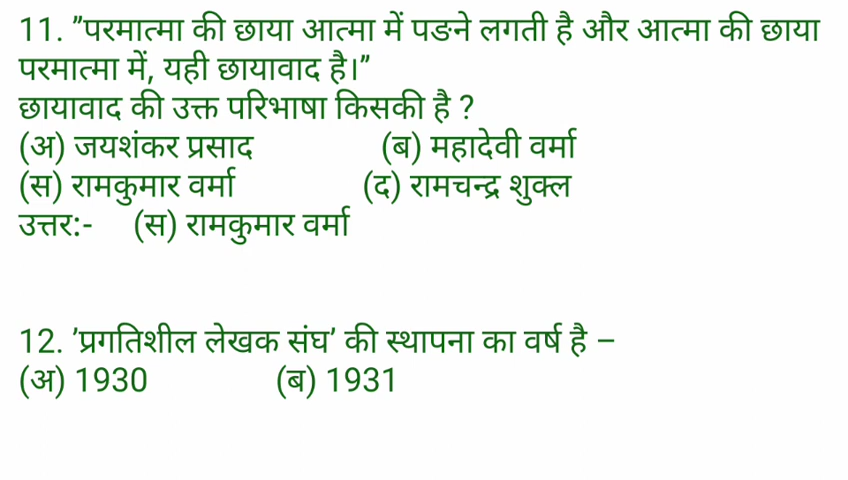 11. "परमात्मा की छाया आत्मा में पङने लगती है और आत्मा की छाया
परमात्मा में, यही छायावाद है।"
छायावाद की उक्त परिभाषा किसकी है ?
(अ) जयशंकर प्रसाद (ब) महादेवी वर्मा
(स) रामकुमार वर्मा (द) रामचन्द्र शुक्ल
उत्तर:- (स) रामकुमार वर्मा
12. 'प्रगतिशील लेखक संघ' की स्थापना का वर्ष है –
(अ) 1930 (ब) 1931